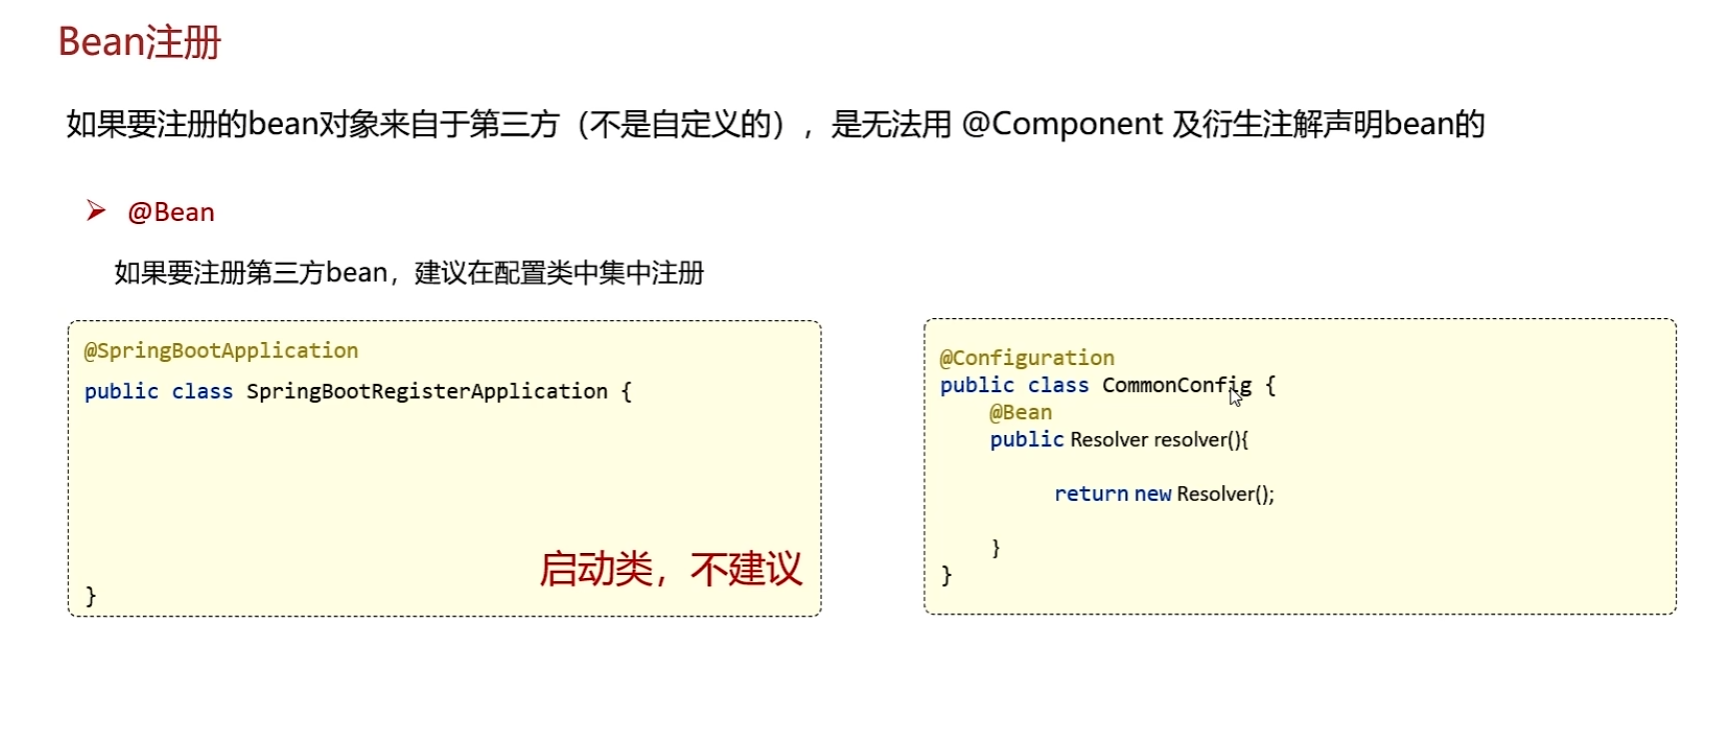 Bean注册
如果要注册的bean对象来自于第三方（不是自定义的），是无法用 @Component 及衍生注解声明bean的
➢ @Bean
如果要注册第三方bean，建议在配置类中集中注册
@SpringBootApplication
public class SpringBootRegisterApplication {
启动类，不建议
}
@Configuration
public class CommonConfig {
@Bean
public Resolver resolver(){
return new Resolver();
}
}